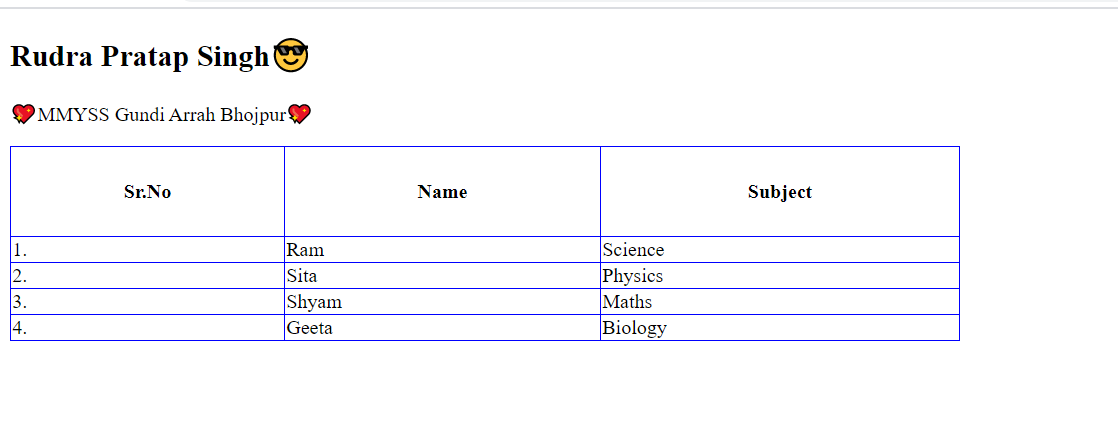 Rudra Pratap Singh😎
💖MMYSS Gundi Arrah Bhojpur💖
Sr.No Name Subject
1. Ram Science
2. Sita Physics
3. Shyam Maths
4. Geeta Biology